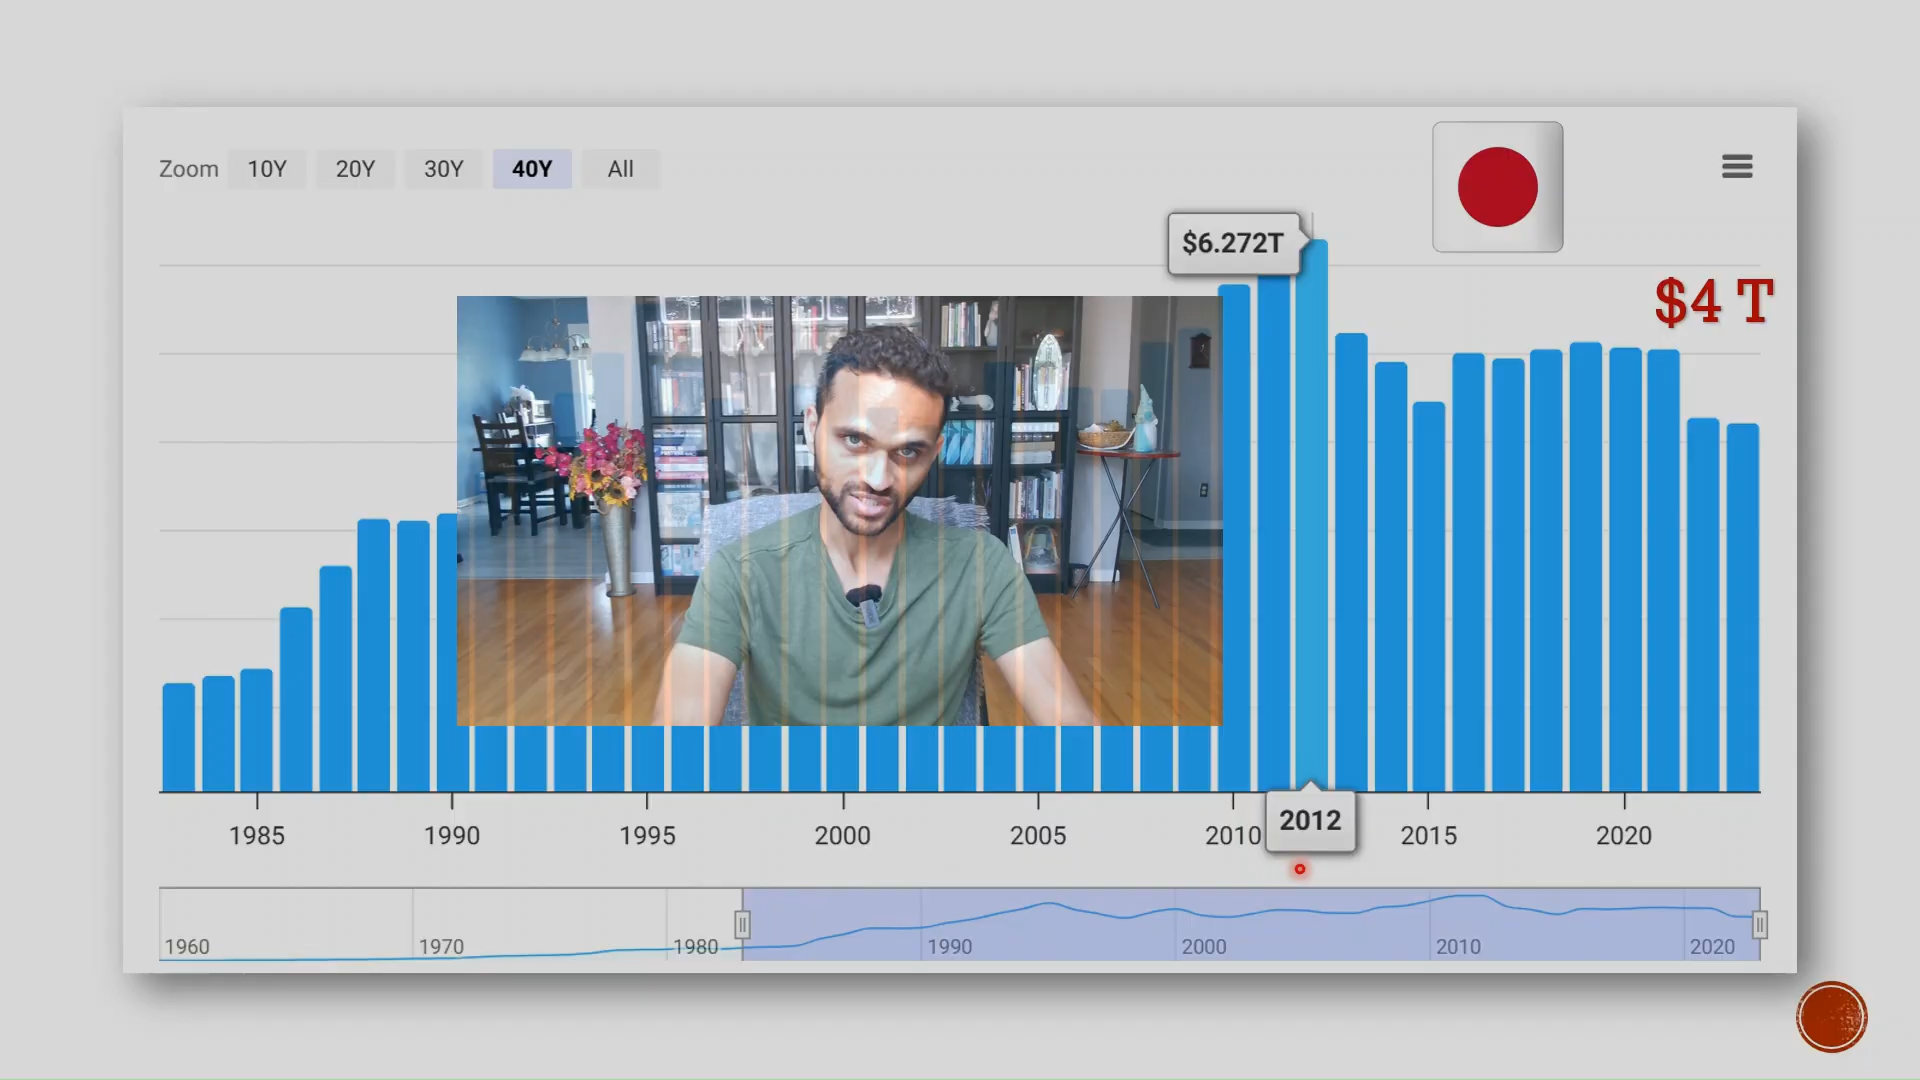 Zoom 10Y 20Y 30Y 40Y All
$6.272T
$4 T
1985 1990 1995 2000 2005 2010 2012 2015 2020
1960 1970 1980 1990 2000 2010 2020